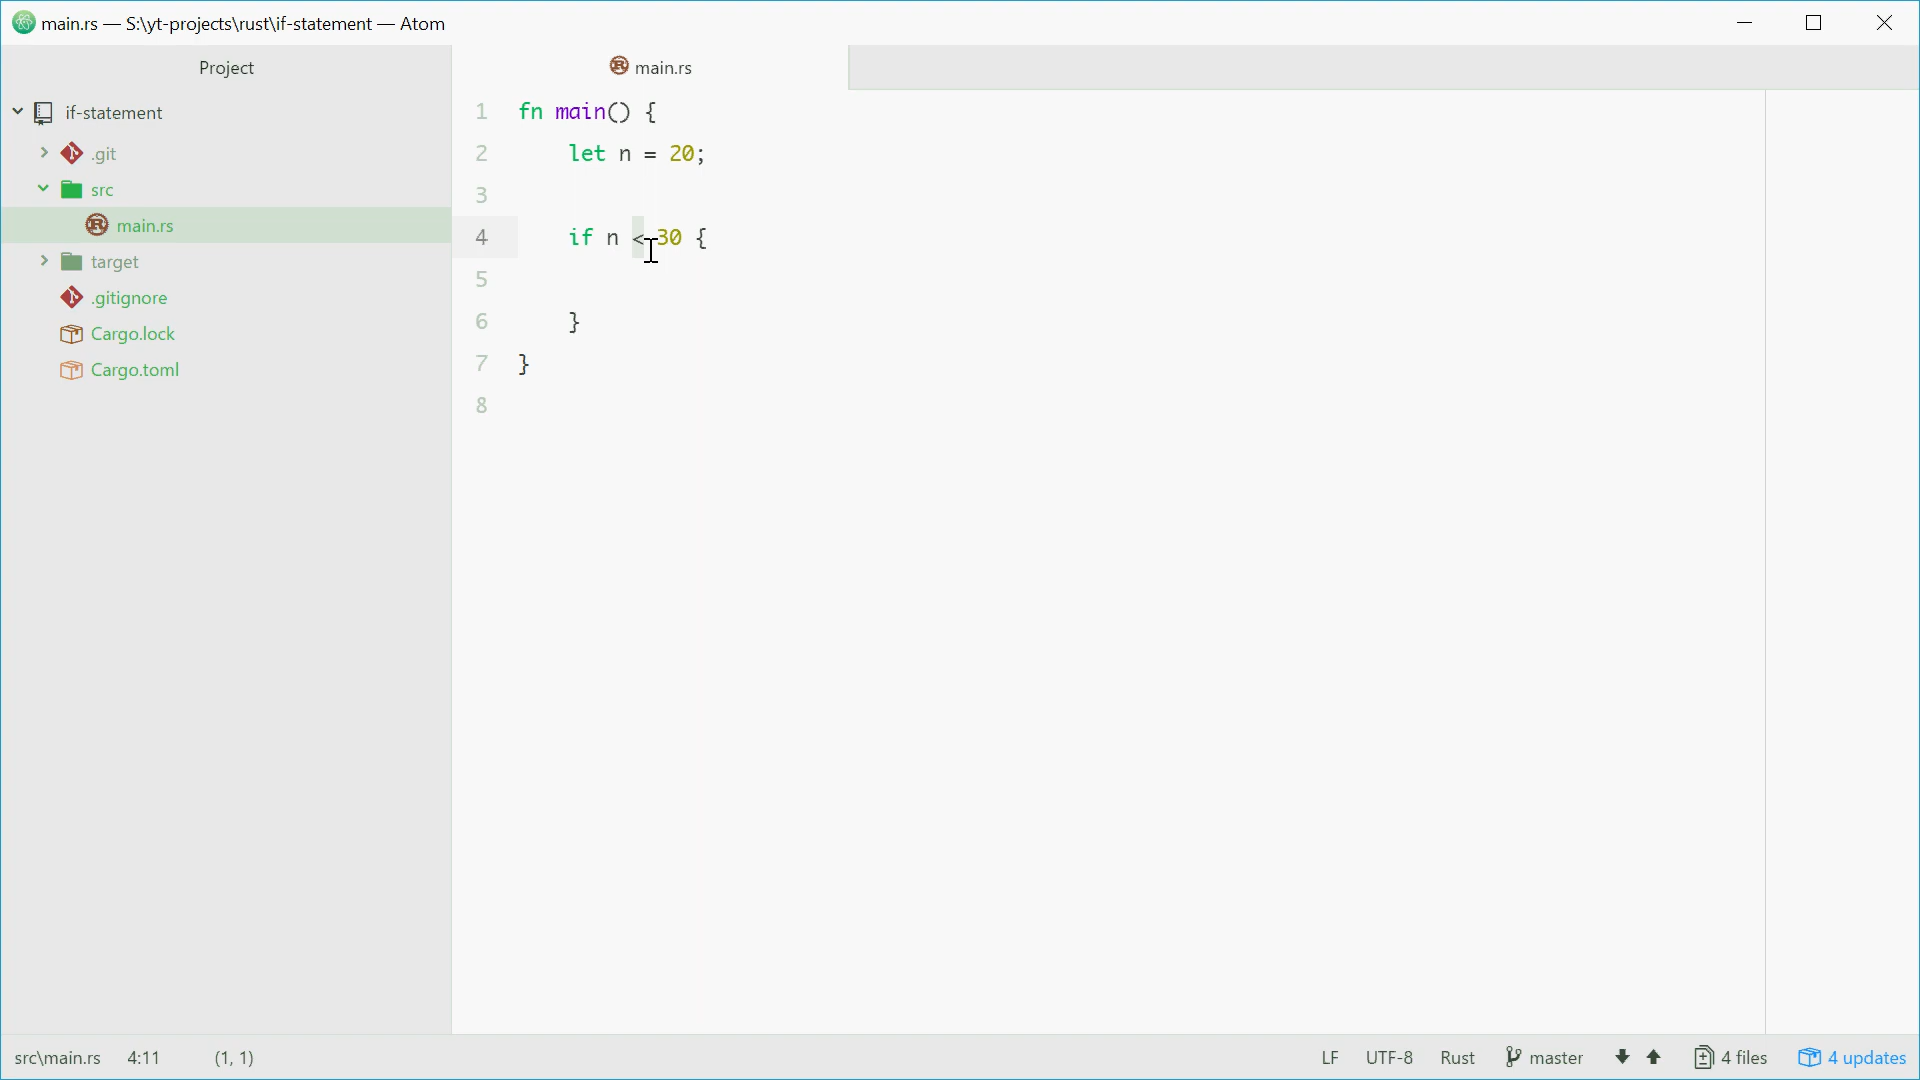 main.rs — S:\yt-projects\rust\if-statement — Atom
Project
if-statement
.git
src
main.rs
target
.gitignore
Cargo.lock
Cargo.toml
main.rs
1 fn main() {
2 let n = 20;
3
4 if n < 30 {
5
6 }
7 }
8
src\main.rs 4:11 (1, 1) LF UTF-8 Rust master 4 files 4 updates